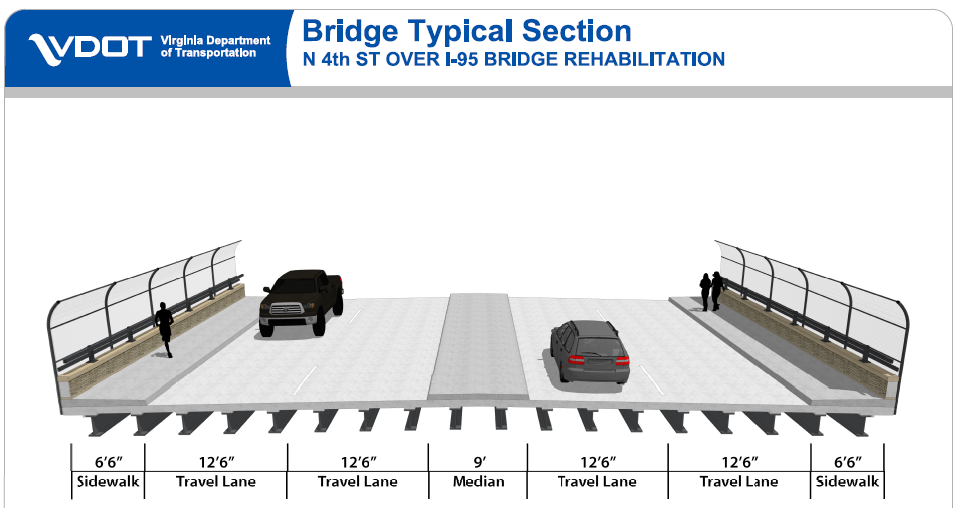 VDOT
Virginia Department
of Transportation
Bridge Typical Section
N 4th ST OVER I-95 BRIDGE REHABILITATION
6'6" 12'6" 12'6" 9' 12'6" 12'6" 6'6"
Sidewalk Travel Lane Travel Lane Median Travel Lane Travel Lane Sidewalk